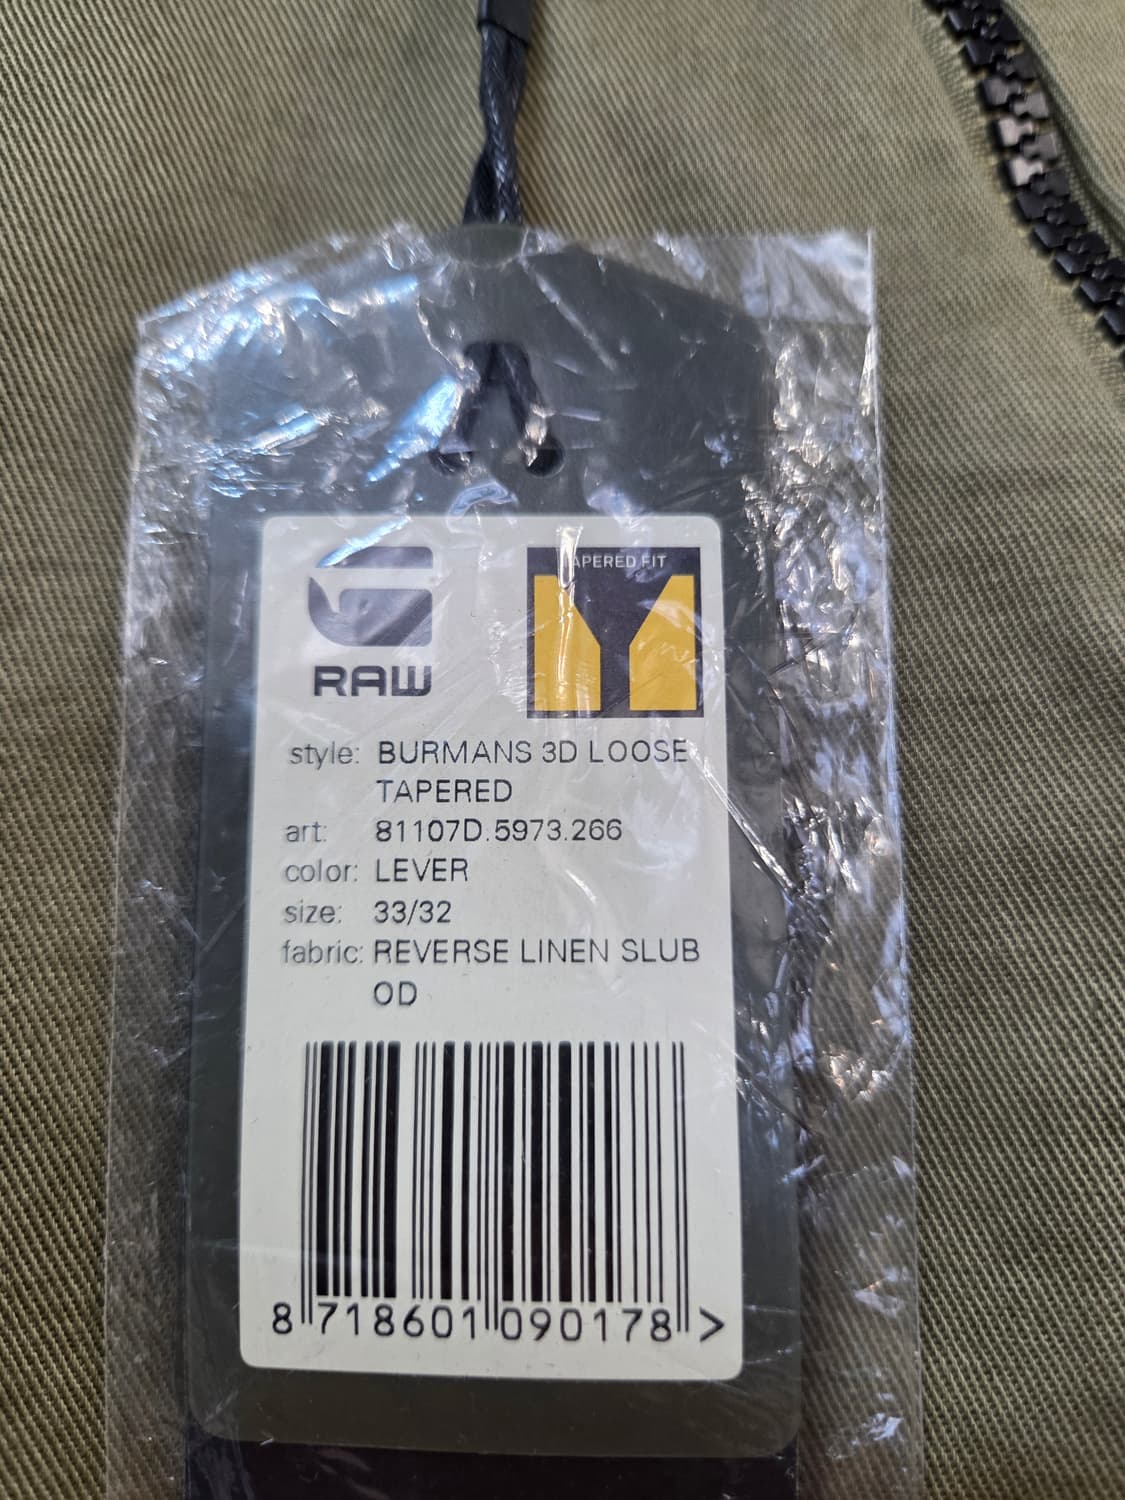 RAW
TAPERED FIT
style: BURMANS 3D LOOSE
TAPERED
art: 81107D.5973.266
color: LEVER
size: 33/32
fabric: REVERSE LINEN SLUB
OD
8 718601 090178 >